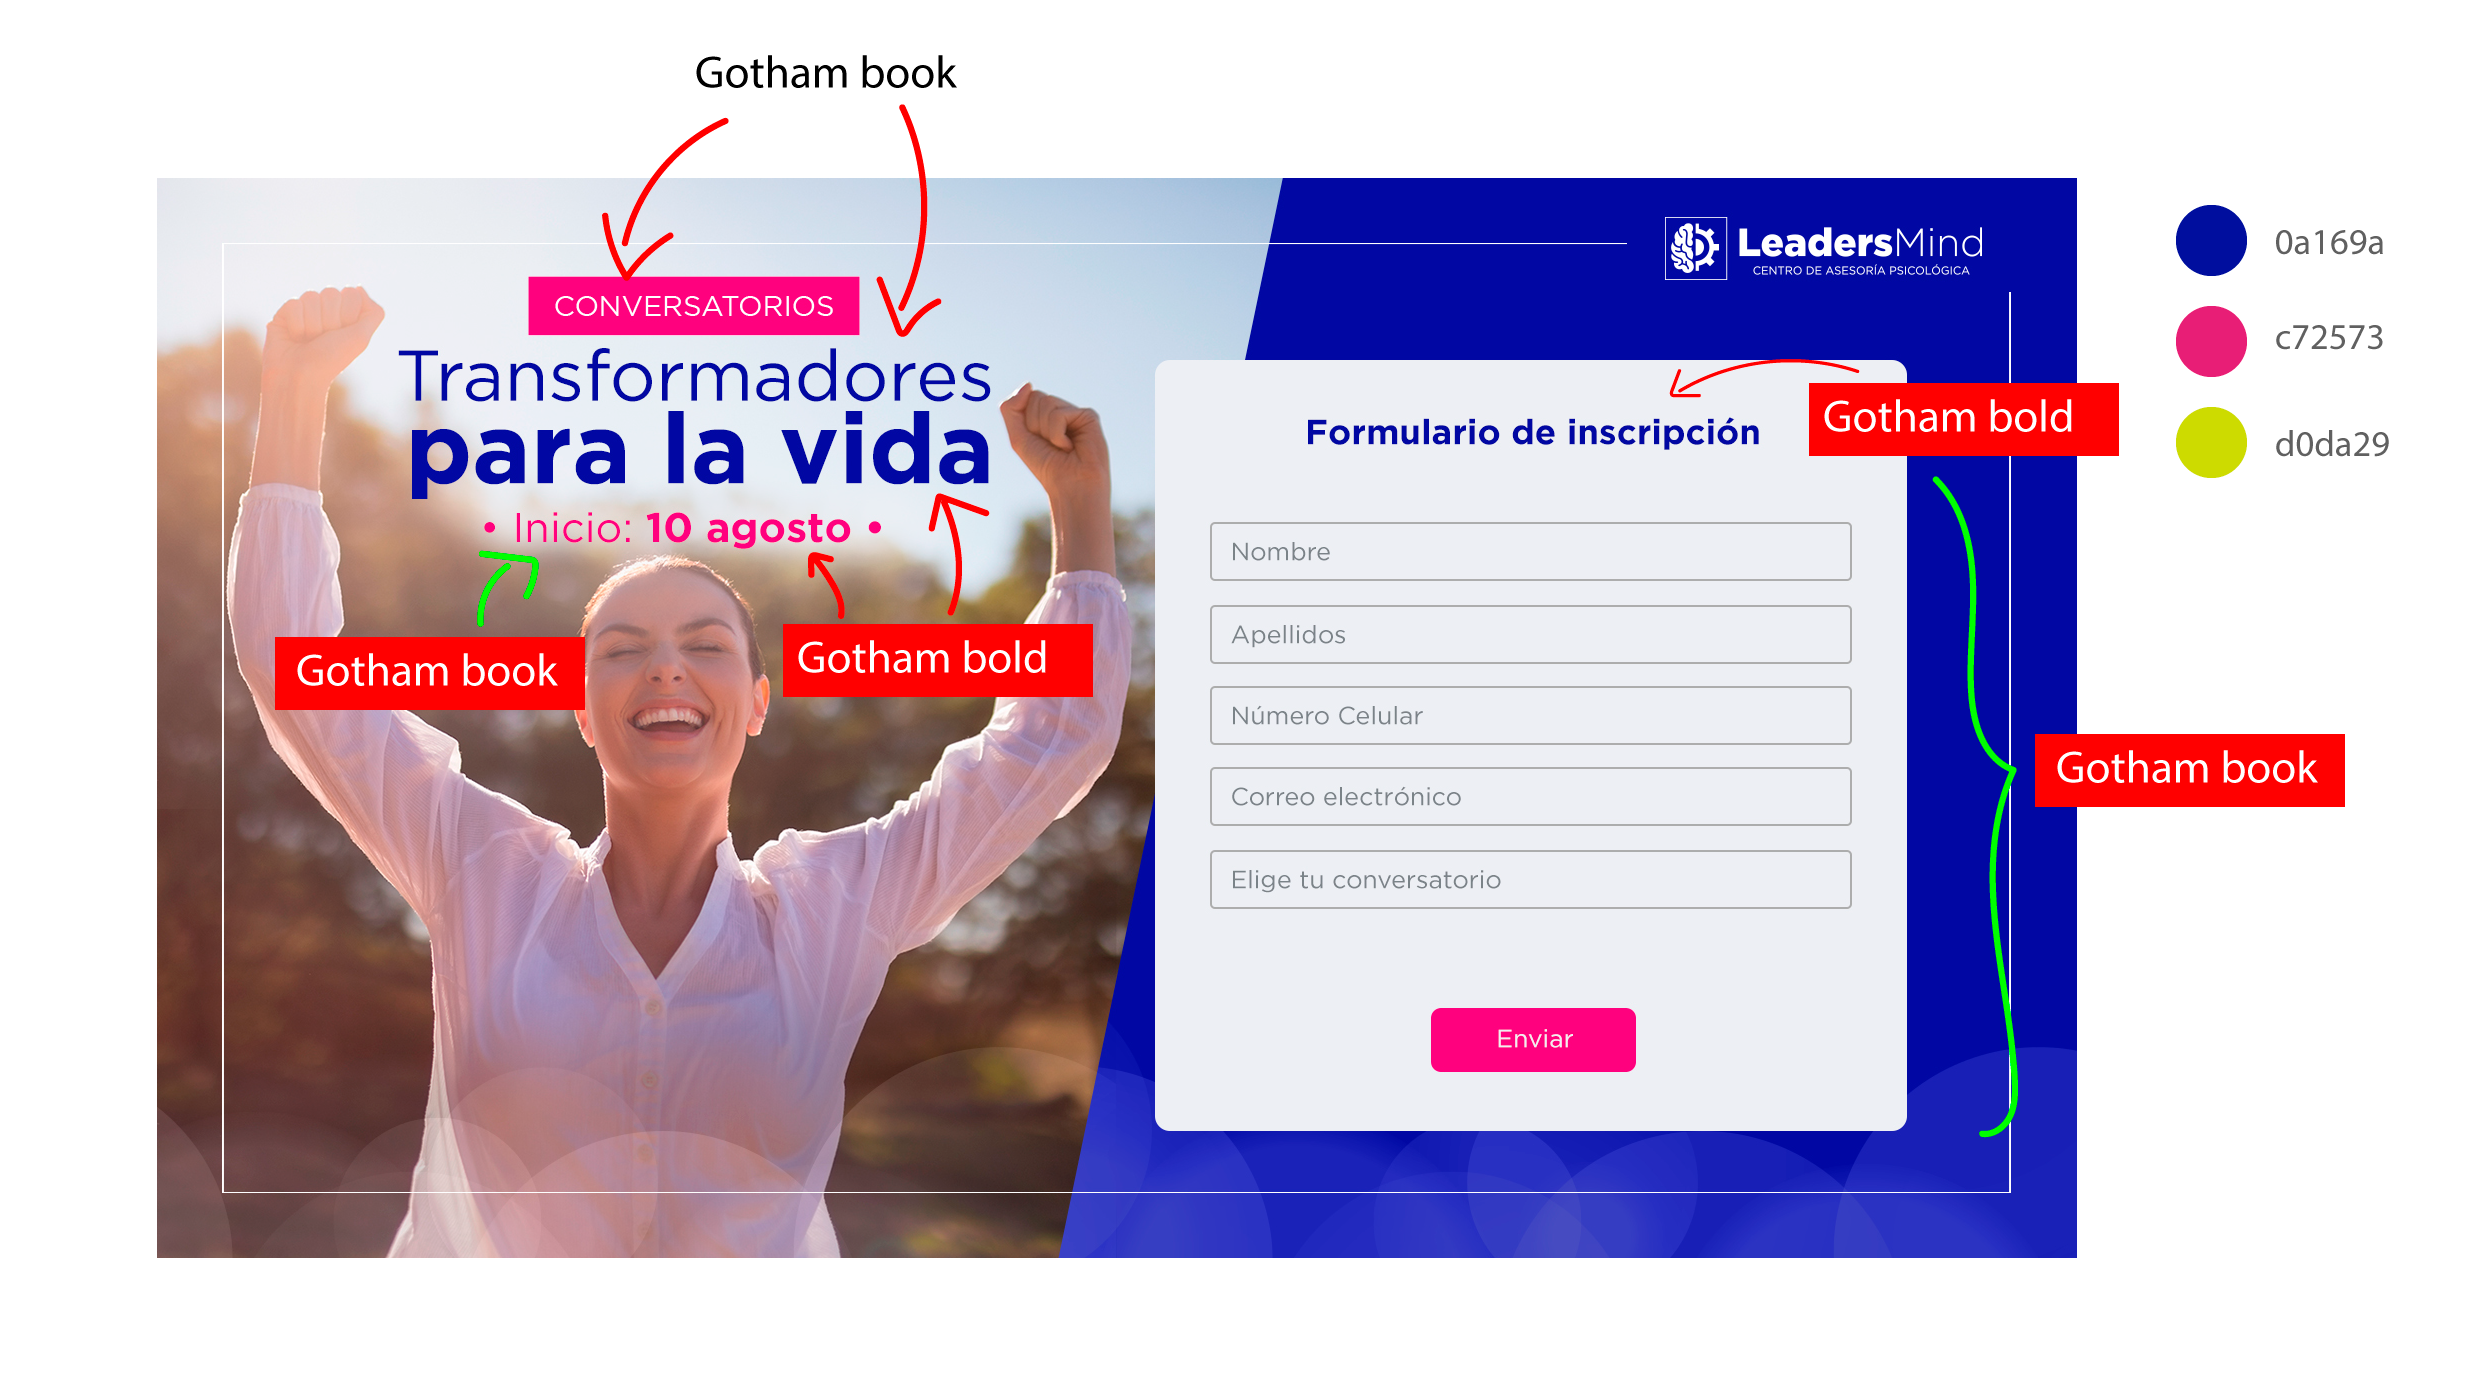 Gotham book
LeadersMind
CENTRO DE ASESORÍA PSICOLÓGICA
0a169a
c72573
d0da29
CONVERSATORIOS
Transformadores
para la vida
• Inicio: 10 agosto •
Gotham book
Gotham bold
Formulario de inscripción
Gotham bold
Nombre
Apellidos
Número Celular
Correo electrónico
Elige tu conversatorio
Enviar
Gotham book